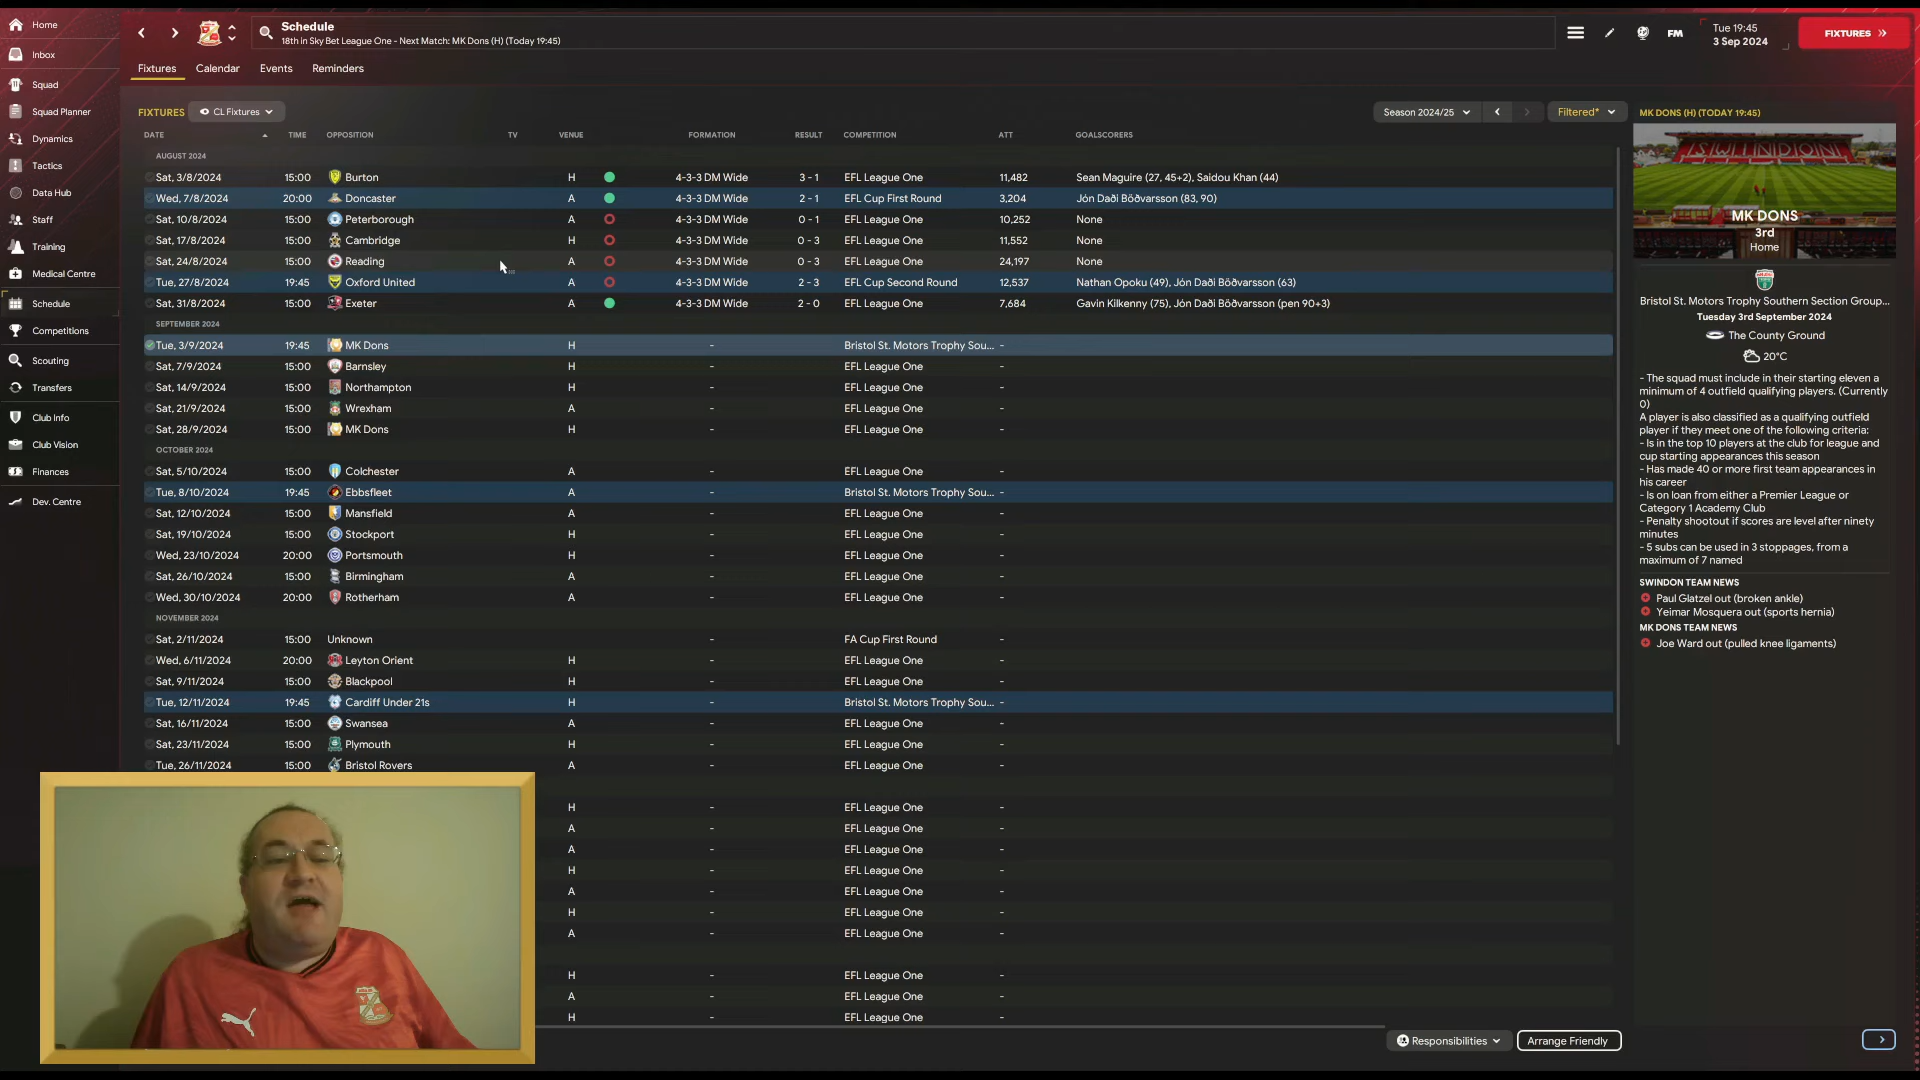 Home
Inbox
Squad
Squad Planner
Dynamics
Tactics
Data Hub
Staff
Training
Medical Centre
Schedule
Competitions
Scouting
Transfers
Club Info
Club Vision
Finances
Dev. Centre
Schedule
18th in Sky Bet League One - Next Match: MK Dons (H) (Today 19:45)
FM
Tue 19:45
3 Sep 2024
FIXTURES
Fixtures Calendar Events Reminders
FIXTURES CL Fixtures Season 2024/25 Filtered*
DATE TIME OPPOSITION TV VENUE FORMATION RESULT COMPETITION ATT GOALSCORERS
AUGUST 2024
Sat, 3/8/2024 15:00 Burton H 4-3-3 DM Wide 3 - 1 EFL League One 11,482 Sean Maguire (27, 45+2), Saidou Khan (44)
Wed, 7/8/2024 20:00 Doncaster A 4-3-3 DM Wide 2 - 1 EFL Cup First Round 3,204 Jón Daði Böðvarsson (83, 90)
Sat, 10/8/2024 15:00 Peterborough A 4-3-3 DM Wide 0 - 1 EFL League One 10,252 None
Sat, 17/8/2024 15:00 Cambridge H 4-3-3 DM Wide 0 - 3 EFL League One 11,552 None
Sat, 24/8/2024 15:00 Reading A 4-3-3 DM Wide 0 - 3 EFL League One 24,197 None
Tue, 27/8/2024 19:45 Oxford United A 4-3-3 DM Wide 2 - 3 EFL Cup Second Round 12,537 Nathan Opoku (49), Jón Daði Böðvarsson (63)
Sat, 31/8/2024 15:00 Exeter A 4-3-3 DM Wide 2 - 0 EFL League One 7,684 Gavin Kilkenny (75), Jón Daði Böðvarsson (pen 90+3)
SEPTEMBER 2024
Tue, 3/9/2024 19:45 MK Dons H - Bristol St. Motors Trophy Sou... -
Sat, 7/9/2024 15:00 Barnsley H - EFL League One -
Sat, 14/9/2024 15:00 Northampton H - EFL League One -
Sat, 21/9/2024 15:00 Wrexham A - EFL League One -
Sat, 28/9/2024 15:00 MK Dons H - EFL League One -
OCTOBER 2024
Sat, 5/10/2024 15:00 Colchester A - EFL League One -
Tue, 8/10/2024 19:45 Ebbsfleet A - Bristol St. Motors Trophy Sou... -
Sat, 12/10/2024 15:00 Mansfield A - EFL League One -
Sat, 19/10/2024 15:00 Stockport H - EFL League One -
Wed, 23/10/2024 20:00 Portsmouth H - EFL League One -
Sat, 26/10/2024 15:00 Birmingham A - EFL League One -
Wed, 30/10/2024 20:00 Rotherham A - EFL League One -
NOVEMBER 2024
Sat, 2/11/2024 15:00 Unknown - FA Cup First Round -
Wed, 6/11/2024 20:00 Leyton Orient H - EFL League One -
Sat, 9/11/2024 15:00 Blackpool H - EFL League One -
Tue, 12/11/2024 19:45 Cardiff Under 21s H - Bristol St. Motors Trophy Sou... -
Sat, 16/11/2024 15:00 Swansea A - EFL League One -
Sat, 23/11/2024 15:00 Plymouth H - EFL League One -
Tue, 26/11/2024 15:00 Bristol Rovers A - EFL League One -
H - EFL League One -
A - EFL League One -
A - EFL League One -
H - EFL League One -
A - EFL League One -
H - EFL League One -
A - EFL League One -
H - EFL League One -
A - EFL League One -
H - EFL League One -
Responsibilities Arrange Friendly
MK DONS (H) (TODAY 19:45)
SWINDON
MK DONS
3rd
Home
Bristol St. Motors Trophy Southern Section Group...
Tuesday 3rd September 2024
The County Ground
20°C
- The squad must include in their starting eleven a
minimum of 4 outfield qualifying players. (Currently
0)
A player is also classified as a qualifying outfield
player if they meet one of the following criteria:
- Is in the top 10 players at the club for league and
cup starting appearances this season
- Has made 40 or more first team appearances in
his career
- Is on loan from either a Premier League or
Category 1 Academy Club
- Penalty shootout if scores are level after ninety
minutes
- 5 subs can be used in 3 stoppages, from a
maximum of 7 named
SWINDON TEAM NEWS
Paul Glatzel out (broken ankle)
Yeimar Mosquera out (sports hernia)
MK DONS TEAM NEWS
Joe Ward out (pulled knee ligaments)